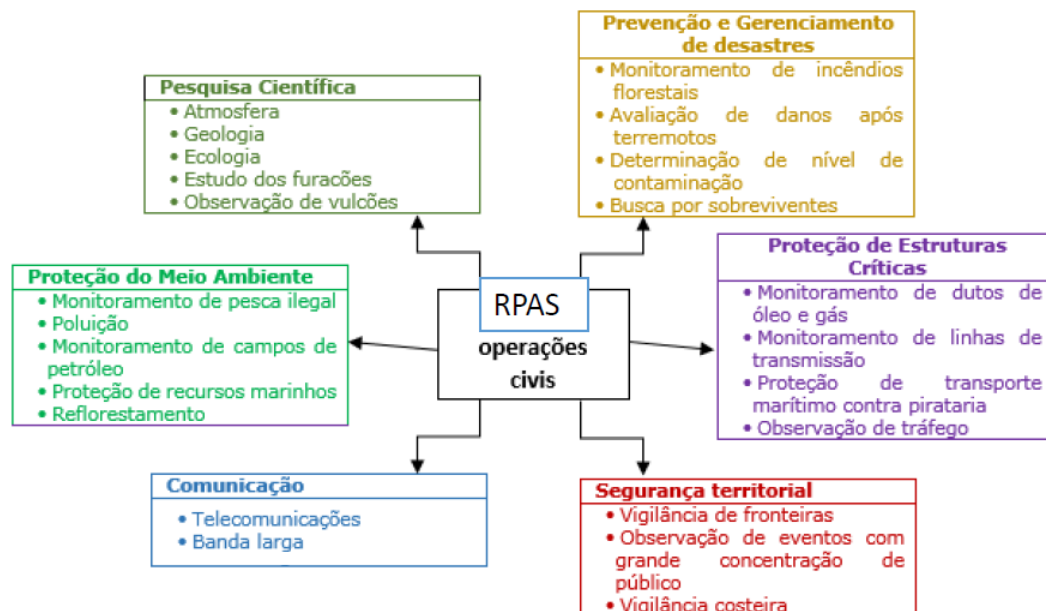 Pesquisa Científica
• Atmosfera
• Geologia
• Ecologia
• Estudo dos furacões
• Observação de vulcões
Prevenção e Gerenciamento
de desastres
• Monitoramento de incêndios
florestais
• Avaliação de danos após
terremotos
• Determinação de nível de
contaminação
• Busca por sobreviventes
Proteção do Meio Ambiente
• Monitoramento de pesca ilegal
• Poluição
• Monitoramento de campos de
petróleo
• Proteção de recursos marinhos
• Reflorestamento
RPAS
operações
civis
Proteção de Estruturas
Críticas
• Monitoramento de dutos de
óleo e gás
• Monitoramento de linhas de
transmissão
• Proteção de transporte
marítimo contra pirataria
• Observação de tráfego
Comunicação
• Telecomunicações
• Banda larga
Segurança territorial
• Vigilância de fronteiras
• Observação de eventos com
grande concentração de
público
• Vigilância costeira